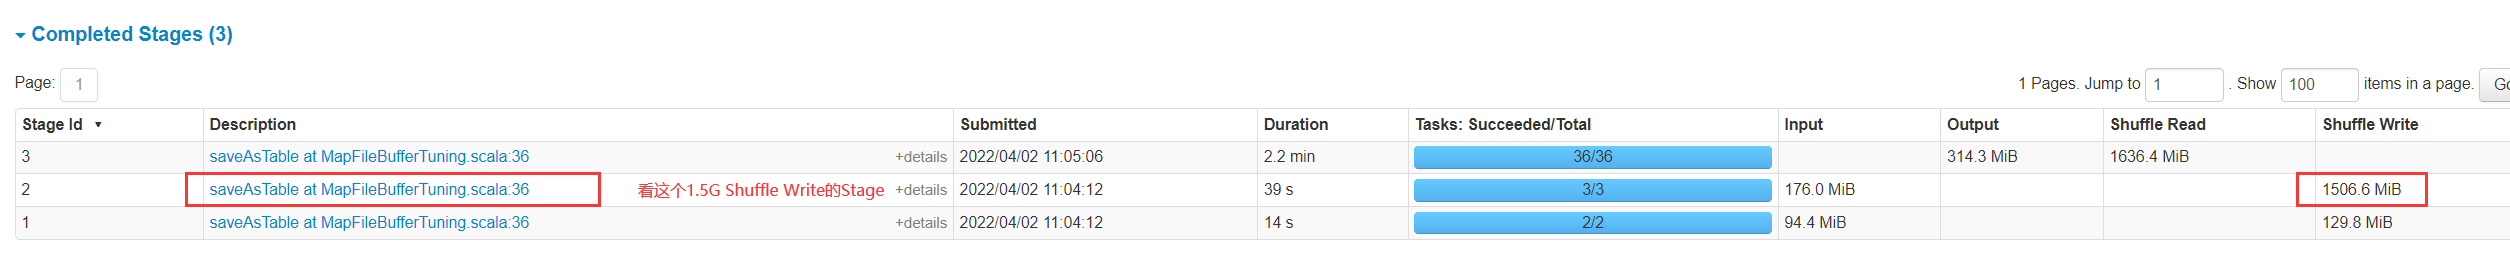 Completed Stages (3)
Page: 1
1 Pages. Jump to 1 . Show 100 items in a page. Go
Stage Id ▾ Description Submitted Duration Tasks: Succeeded/Total Input Output Shuffle Read Shuffle Write
3 saveAsTable at MapFileBufferTuning.scala:36 +details 2022/04/02 11:05:06 2.2 min 36/36 314.3 MiB 1636.4 MiB
2 saveAsTable at MapFileBufferTuning.scala:36 看这个1.5G Shuffle Write的Stage +details 2022/04/02 11:04:12 39 s 3/3 176.0 MiB 1506.6 MiB
1 saveAsTable at MapFileBufferTuning.scala:36 +details 2022/04/02 11:04:12 14 s 2/2 94.4 MiB 129.8 MiB